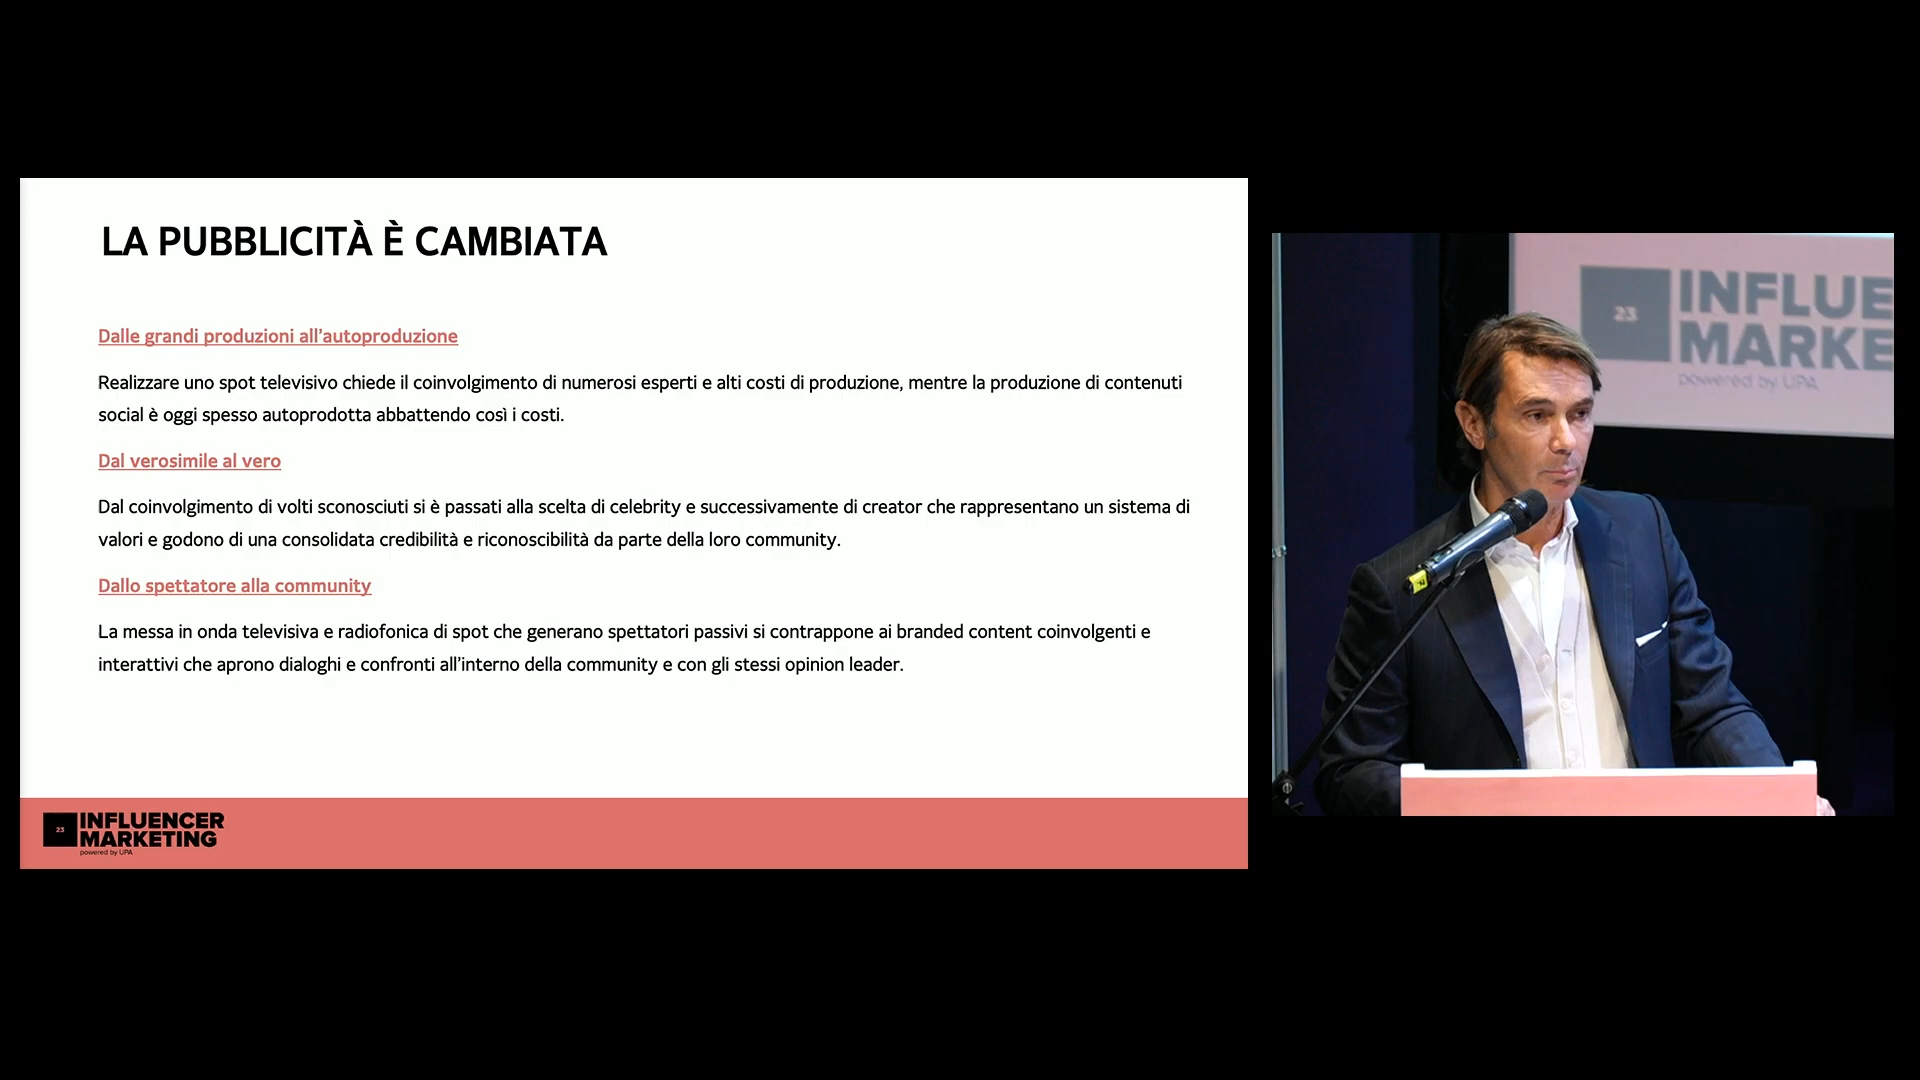 LA PUBBLICITÀ È CAMBIATA
Dalle grandi produzioni all’autoproduzione
Realizzare uno spot televisivo chiede il coinvolgimento di numerosi esperti e alti costi di produzione, mentre la produzione di contenuti
social è oggi spesso autoprodotta abbattendo così i costi.
Dal verosimile al vero
Dal coinvolgimento di volti sconosciuti si è passati alla scelta di celebrity e successivamente di creator che rappresentano un sistema di
valori e godono di una consolidata credibilità e riconoscibilità da parte della loro community.
Dallo spettatore alla community
La messa in onda televisiva e radiofonica di spot che generano spettatori passivi si contrappone ai branded content coinvolgenti e
interattivi che aprono dialoghi e confronti all’interno della community e con gli stessi opinion leader.
23
INFLUENCER
MARKETING
powered by UPA
23
INFLUE
MARKE
powered by UPA